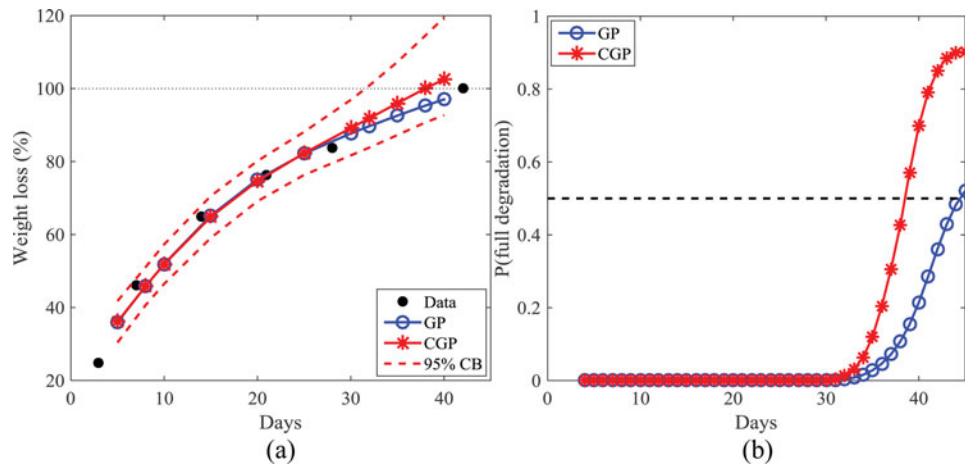 120
100
80
60
40
20
Weight loss (%)
0
10
20
30
40
Days
Data
GP
CGP
95% CB
(a)
1
0.8
0.6
0.4
0.2
0
P(full degradation)
GP
CGP
0
10
20
30
40
Days
(b)